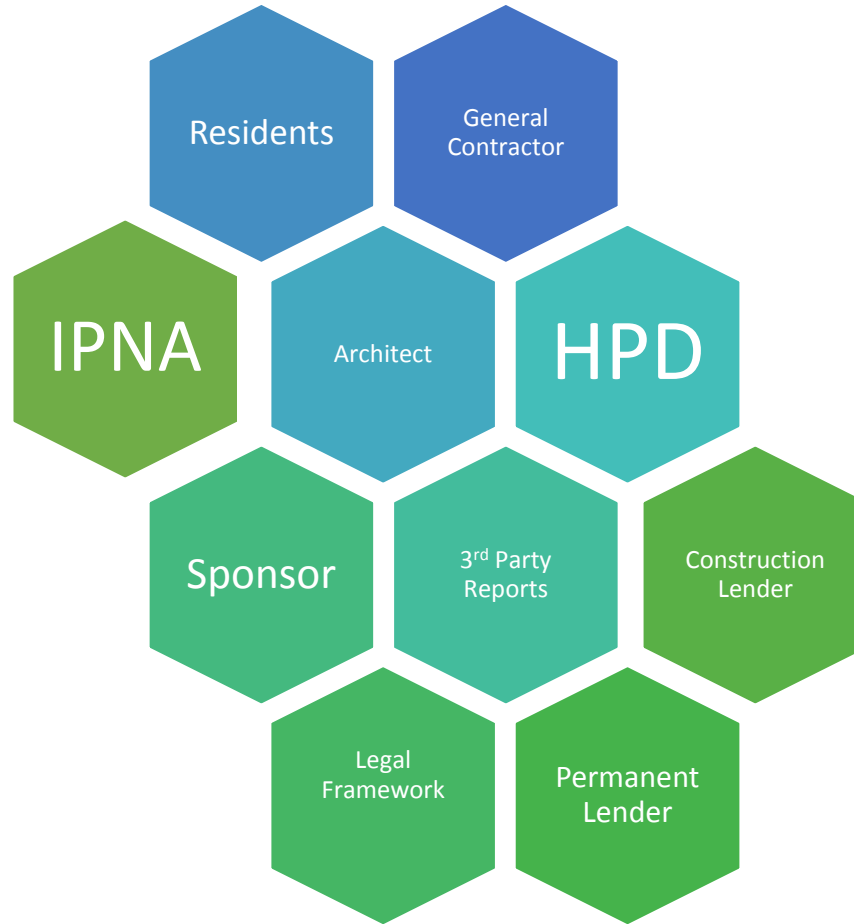 Residents
General
Contractor
IPNA
Architect
HPD
Sponsor
3rd Party
Reports
Construction
Lender
Legal
Framework
Permanent
Lender